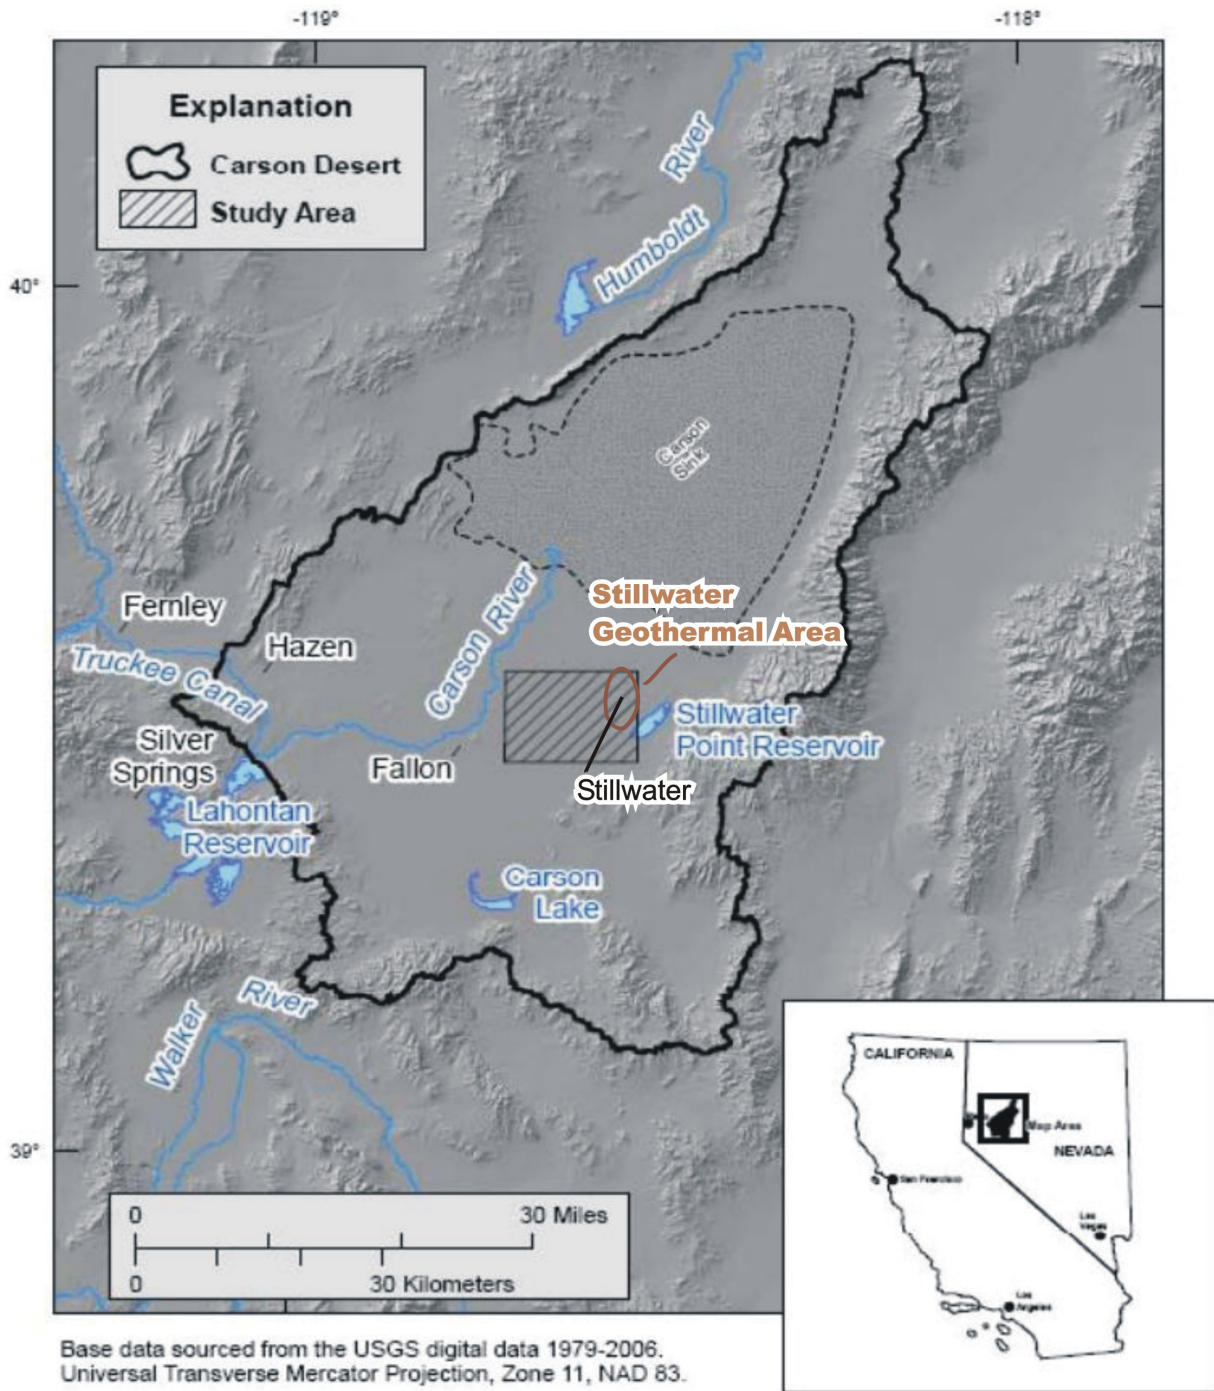 -119°
-118°
Explanation
Carson Desert
Study Area
River
Humboldt
40°
Carson
Sink
Stillwater
Geothermal Area
Carson River
Fernley
Hazen
Truckee Canal
Stillwater
Point Reservoir
Silver
Springs
Fallon
Stillwater
Lahontan
Reservoir
Carson
Lake
River
Walker
39°
CALIFORNIA
Map Area
NEVADA
San Francisco
Las
Vegas
Los
Angeles
0
30 Miles
0
30 Kilometers
Base data sourced from the USGS digital data 1979-2006.
Universal Transverse Mercator Projection, Zone 11, NAD 83.